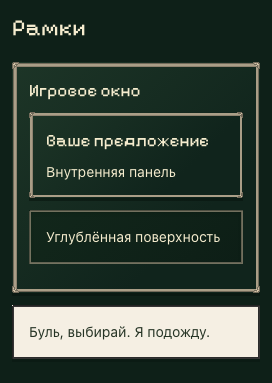 Рамки
Игровое окно
Ваше предложение
Внутренняя панель
Углублённая поверхность
Буль, выбирай. Я подожду.